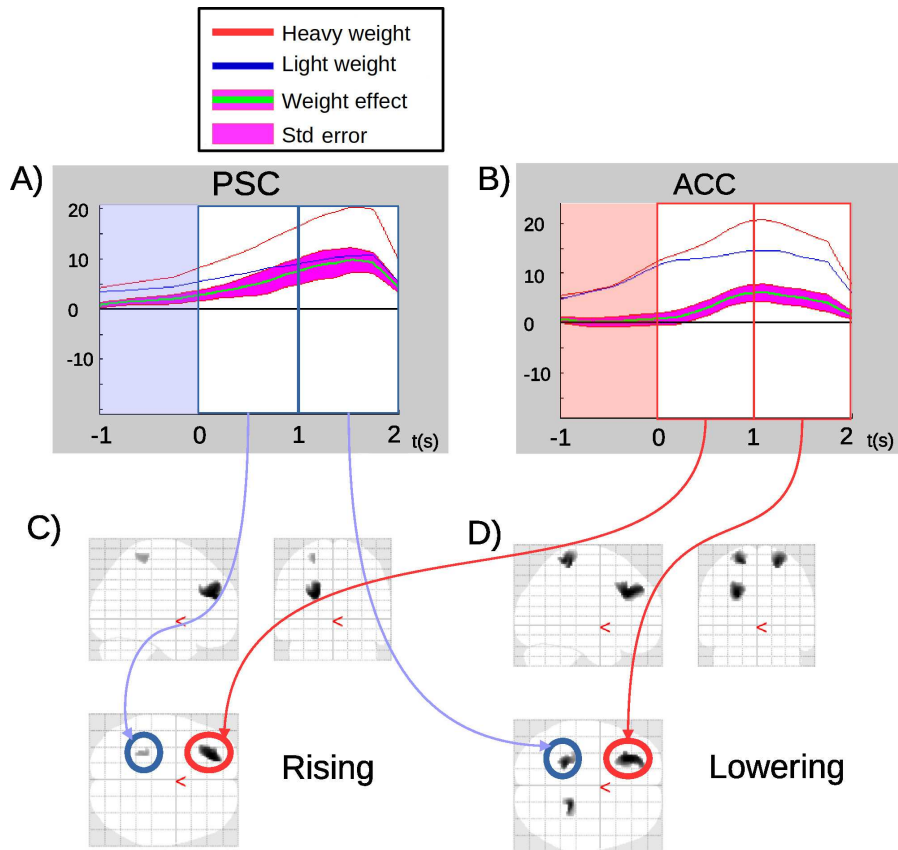 Heavy weight
Light weight
Weight effect
Std error
A)
PSC
20
10
0
-10
-1
0
1
2
t(s)
B)
ACC
20
10
0
-10
-1
0
1
2
t(s)
C)
<
<
<
Rising
D)
<
<
<
Lowering